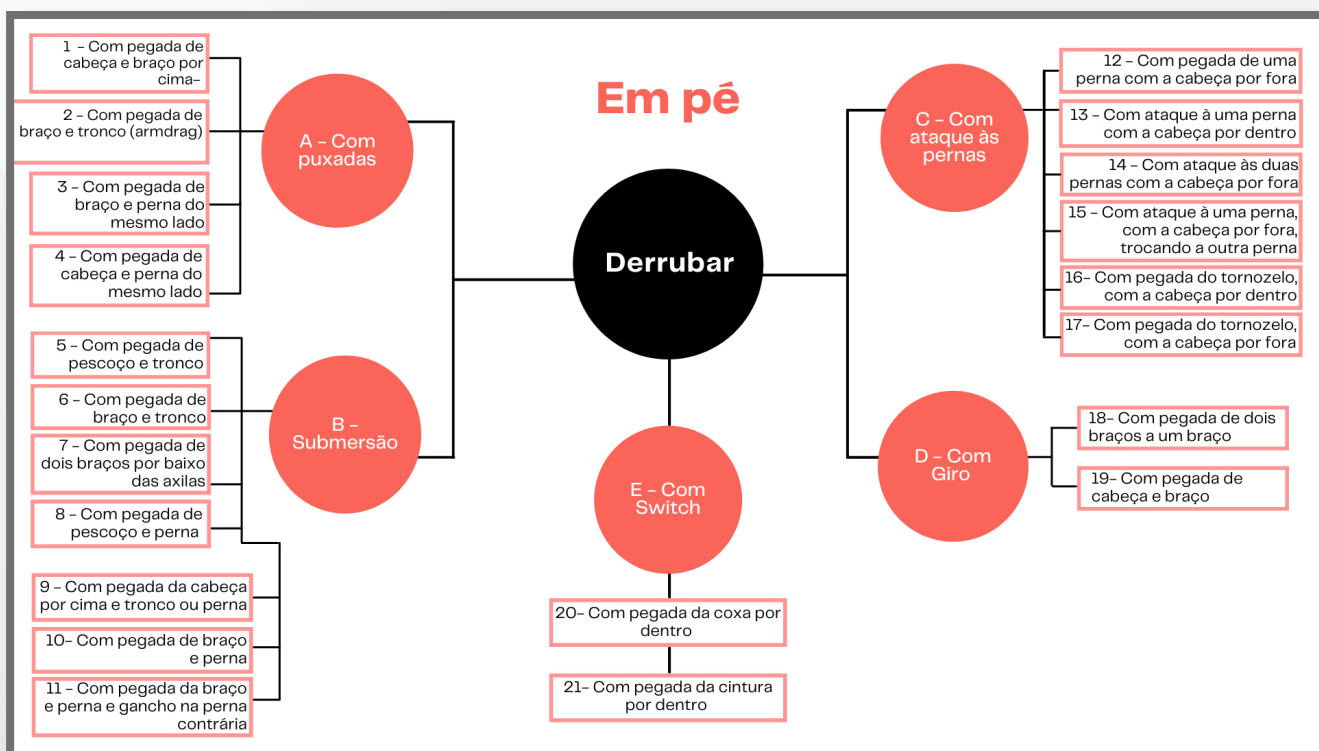 Em pé
Derrubar
A - Com
puxadas
1 - Com pegada de
cabeça e braço por
cima-
2 - Com pegada de
braço e tronco (armdrag)
3 - Com pegada de
braço e perna do
mesmo lado
4 - Com pegada de
cabeça e perna do
mesmo lado
B -
Submersão
5 - Com pegada de
pescoço e tronco
6 - Com pegada de
braço e tronco
7 - Com pegada de
dois braços por baixo
das axilas
8 - Com pegada de
pescoço e perna
9 - Com pegada da cabeça
por cima e tronco ou perna
10- Com pegada de braço
e perna
11 - Com pegada da braço
e perna e gancho na perna
contrária
C - Com
ataque às
pernas
12 - Com pegada de uma
perna com a cabeça por fora
13 - Com ataque à uma perna
com a cabeça por dentro
14 - Com ataque às duas
pernas com a cabeça por fora
15 - Com ataque à uma perna,
com a cabeça por fora,
trocando a outra perna
16- Com pegada do tornozelo,
com a cabeça por dentro
17- Com pegada do tornozelo,
com a cabeça por fora
D - Com
Giro
18- Com pegada de dois
braços a um braço
19- Com pegada de
cabeça e braço
E - Com
Switch
20- Com pegada da coxa por
dentro
21- Com pegada da cintura
por dentro